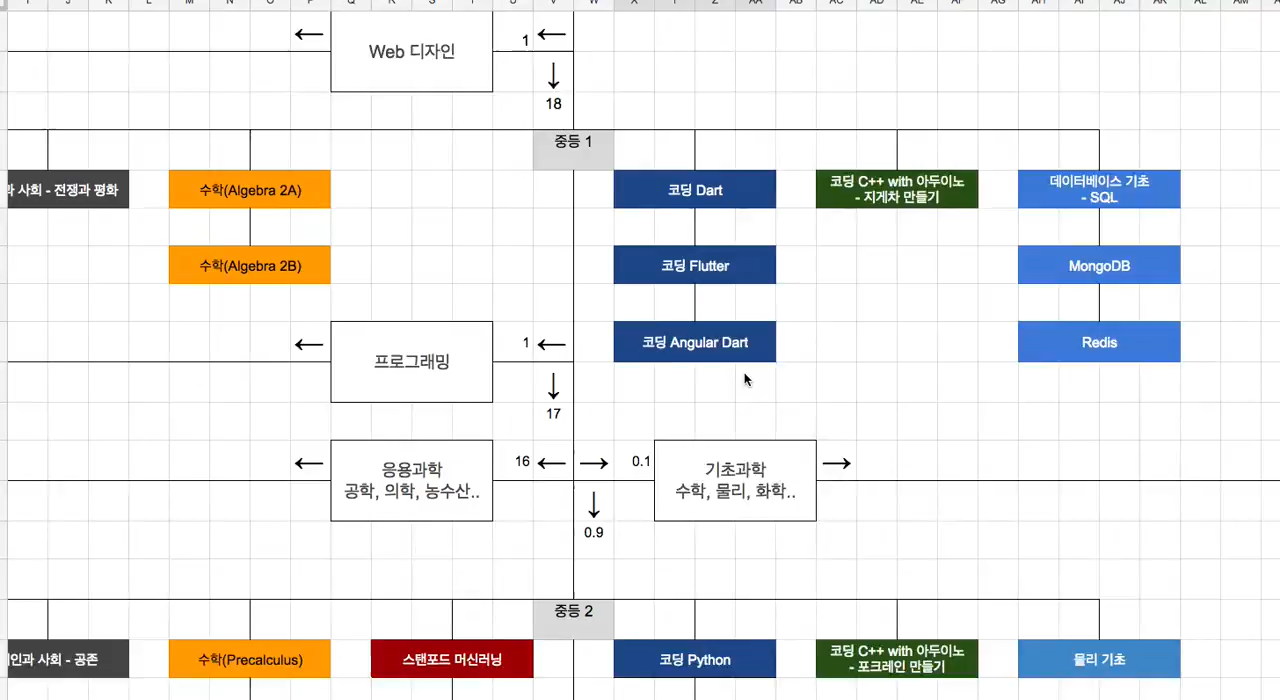 Web 디자인
1
18
중등 1
사회 - 전쟁과 평화
수학(Algebra 2A)
코딩 Dart
코딩 C++ with 아두이노
- 지게차 만들기
데이터베이스 기초
- SQL
수학(Algebra 2B)
코딩 Flutter
MongoDB
프로그래밍
1
17
코딩 Angular Dart
Redis
응용과학
공학, 의학, 농수산..
16
0.1
기초과학
수학, 물리, 화학..
0.9
중등 2
사회 - 공존
수학(Precalculus)
스탠포드 머신러닝
코딩 Python
코딩 C++ with 아두이노
- 포크레인 만들기
물리 기초